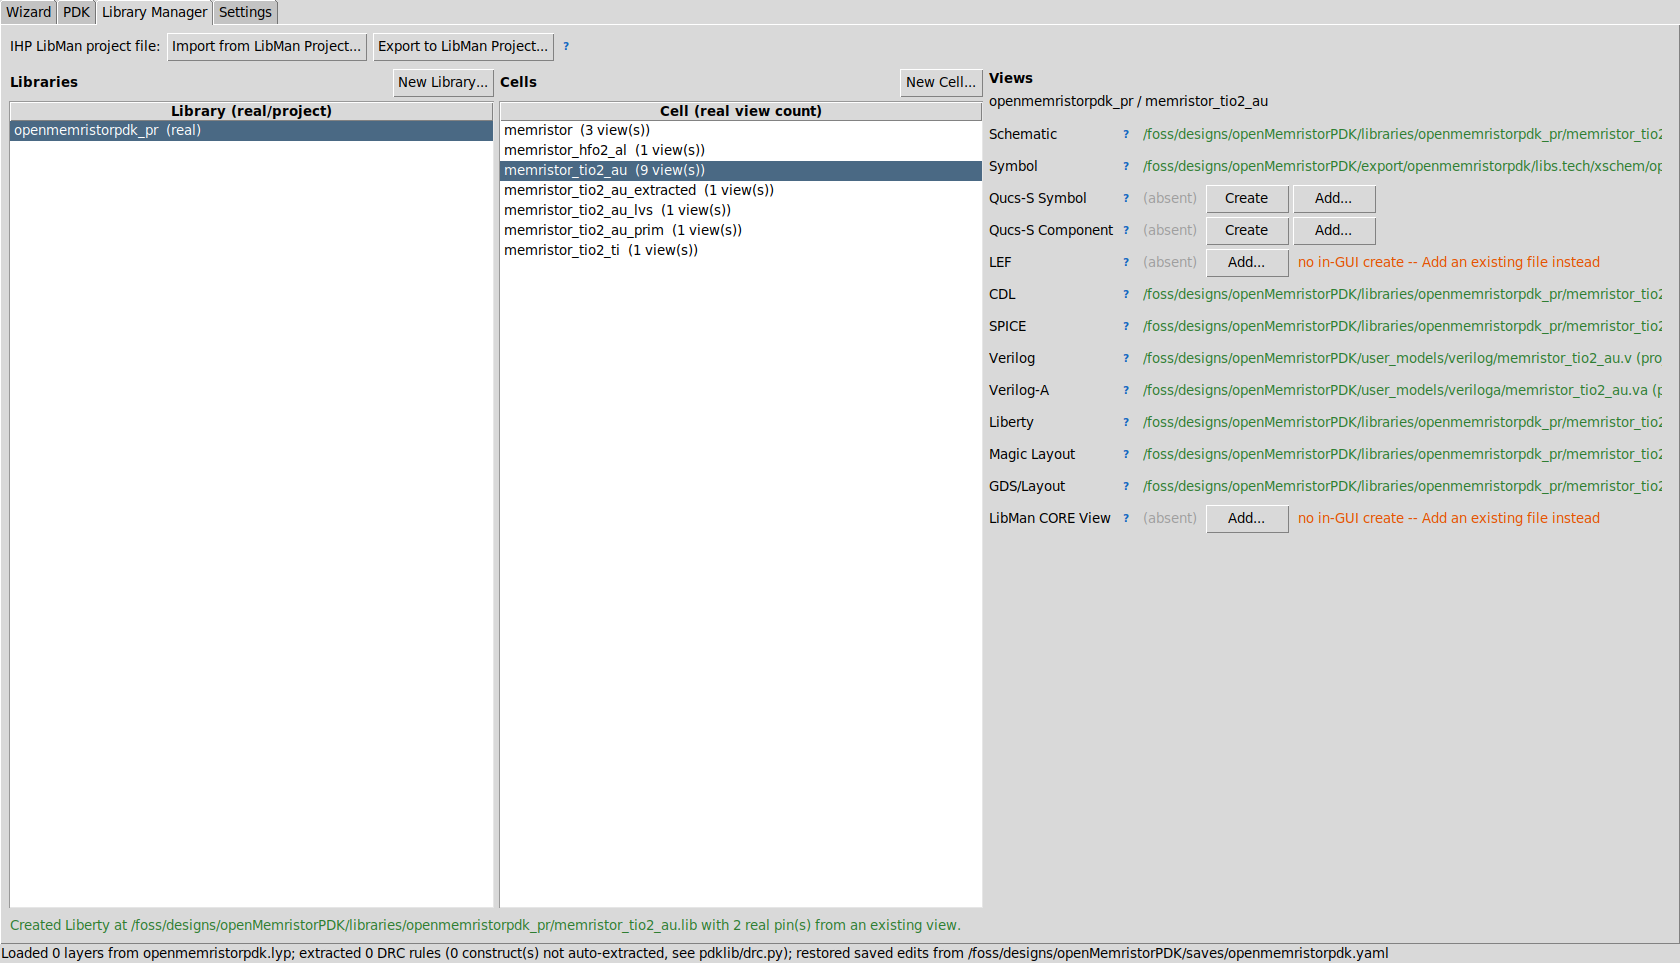 Wizard PDK Library Manager Settings
IHP LibMan project file: Import from LibMan Project... Export to LibMan Project... ?
Libraries New Library... Cells New Cell... Views
openmemristorpdk_pr / memristor_tio2_au
Library (real/project)
openmemristorpdk_pr (real)
Cell (real view count)
memristor (3 view(s))
memristor_hfo2_al (1 view(s))
memristor_tio2_au (9 view(s))
memristor_tio2_au_extracted (1 view(s))
memristor_tio2_au_lvs (1 view(s))
memristor_tio2_au_prim (1 view(s))
memristor_tio2_ti (1 view(s))
Schematic ? /foss/designs/openMemristorPDK/libraries/openmemristorpdk_pr/memristor_tio2
Symbol ? /foss/designs/openMemristorPDK/export/openmemristorpdk/libs.tech/xschem/op
Qucs-S Symbol ? (absent) Create Add...
Qucs-S Component ? (absent) Create Add...
LEF ? (absent) Add... no in-GUI create -- Add an existing file instead
CDL ? /foss/designs/openMemristorPDK/libraries/openmemristorpdk_pr/memristor_tio2
SPICE ? /foss/designs/openMemristorPDK/libraries/openmemristorpdk_pr/memristor_tio2
Verilog ? /foss/designs/openMemristorPDK/user_models/verilog/memristor_tio2_au.v (pro
Verilog-A ? /foss/designs/openMemristorPDK/user_models/veriloga/memristor_tio2_au.va (p
Liberty ? /foss/designs/openMemristorPDK/libraries/openmemristorpdk_pr/memristor_tio2
Magic Layout ? /foss/designs/openMemristorPDK/libraries/openmemristorpdk_pr/memristor_tio2
GDS/Layout ? /foss/designs/openMemristorPDK/libraries/openmemristorpdk_pr/memristor_tio2
LibMan CORE View ? (absent) Add... no in-GUI create -- Add an existing file instead
Created Liberty at /foss/designs/openMemristorPDK/libraries/openmemristorpdk_pr/memristor_tio2_au.lib with 2 real pin(s) from an existing view.
Loaded 0 layers from openmemristorpdk.lyp; extracted 0 DRC rules (0 construct(s) not auto-extracted, see pdklib/drc.py); restored saved edits from /foss/designs/openMemristorPDK/saves/openmemristorpdk.yaml